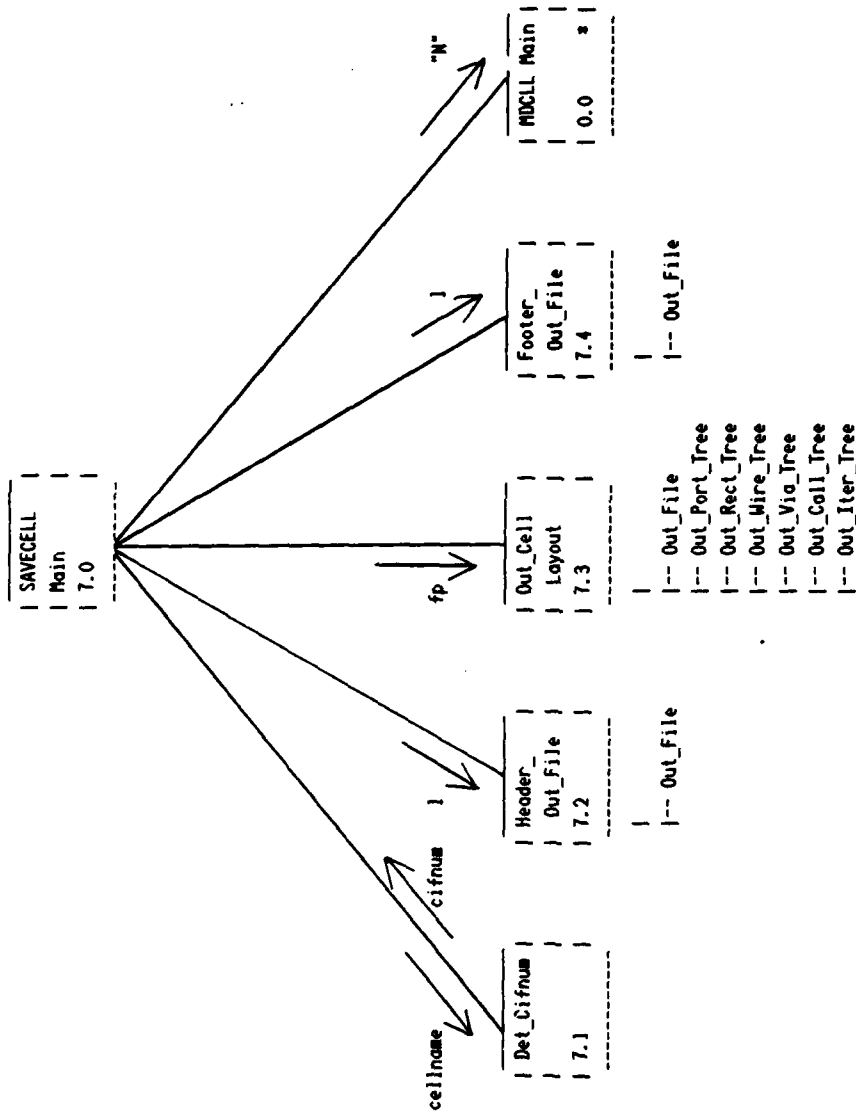 SAVECELL
Main
7.0
cellname
cifnum
l
fp
l
"N"
Det_Cifnum
7.1
Header_
Out_File
7.2
|-- Out_File
Out_Cell
Layout
7.3
|-- Out_File
|-- Out_Port_Tree
|-- Out_Rect_Tree
|-- Out_Wire_Tree
|-- Out_Via_Tree
|-- Out_Call_Tree
|-- Out_Iter_Tree
Footer_
Out_File
7.4
|-- Out_File
MDCLL Main
0.0 *